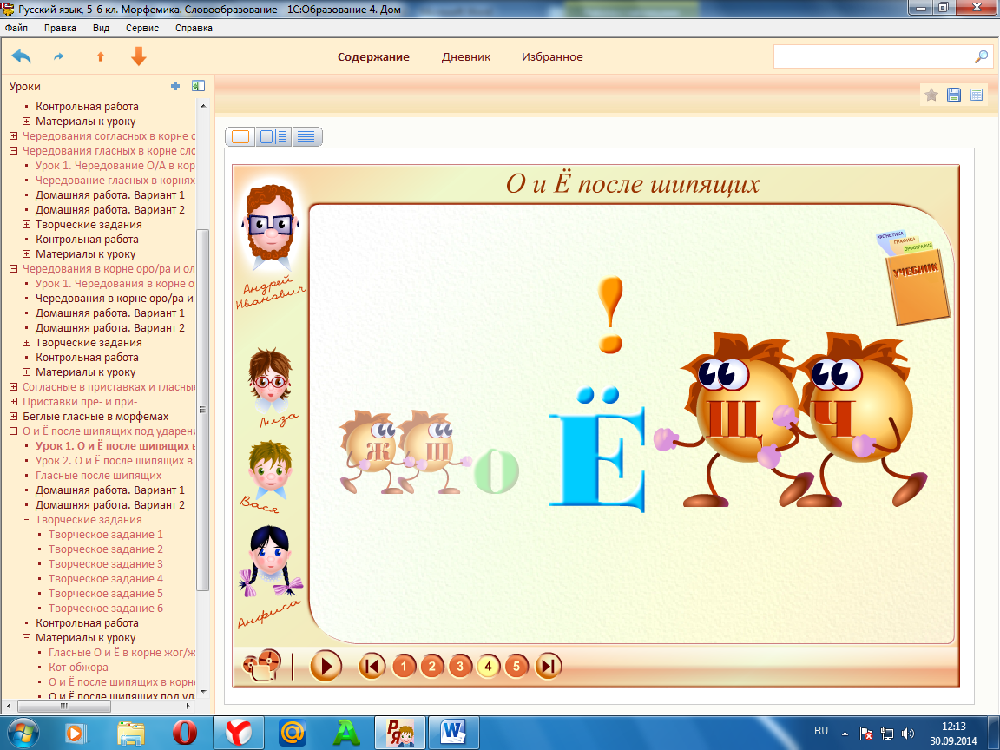 Русский язык, 5-6 кл. Морфемика. Словообразование - 1С:Образование 4. Дом
Файл Правка Вид Сервис Справка
Содержание Дневник Избранное
Уроки
Контрольная работа
Материалы к уроку
Чередования согласных в корне с
Чередования гласных в корне сло
Урок 1. Чередование О/А в кор
Чередование гласных в корнях
Домашняя работа. Вариант 1
Домашняя работа. Вариант 2
Творческие задания
Контрольная работа
Материалы к уроку
Чередования в корне оро/ра и ол
Урок 1. Чередования в корне о
Чередования в корне оро/ра и
Домашняя работа. Вариант 1
Домашняя работа. Вариант 2
Творческие задания
Контрольная работа
Материалы к уроку
Согласные в приставках и гласные
Приставки пре- и при-
Беглые гласные в морфемах
О и Ё после шипящих под ударени
Урок 1. О и Ё после шипящих в
Урок 2. О и Ё после шипящих в
Гласные после шипящих
Домашняя работа. Вариант 1
Домашняя работа. Вариант 2
Творческие задания
Творческое задание 1
Творческое задание 2
Творческое задание 3
Творческое задание 4
Творческое задание 5
Творческое задание 6
Контрольная работа
Материалы к уроку
Гласные О и Ё в корне жог/ж
Кот-обжора
О и Ё после шипящих в корне
О и Ё после шипящих под уд
О и Ё после шипящих
Андрей
Иванович
Лиза
Вася
Анфиса
ФОНЕТИКА
ГРАФИКА
ОРФОГРАФИЯ
УЧЕБНИК
!
Ж Ш О Ё Щ Ч
1 2 3 4 5
RU
12:13
30.09.2014